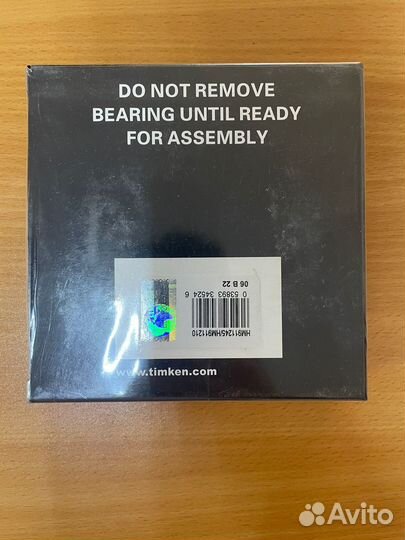 DO NOT REMOVE
BEARING UNTIL READY
FOR ASSEMBLY
HM911245/HM911210
0 53893 34524 6
06 B 22
www.timken.com
Avito